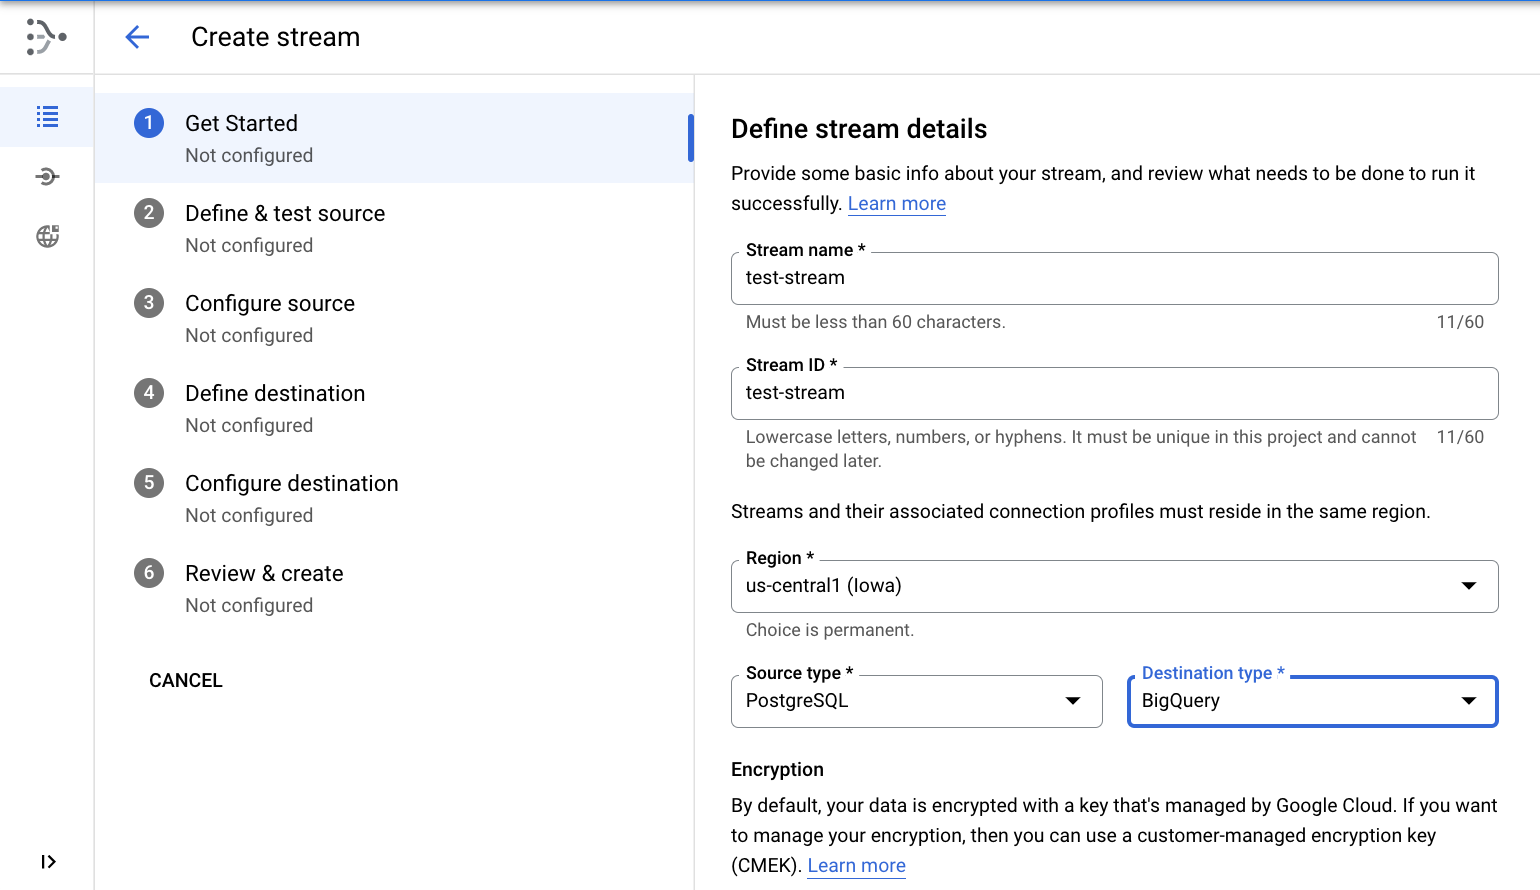 Create stream
1 Get Started
Not configured
2 Define & test source
Not configured
3 Configure source
Not configured
4 Define destination
Not configured
5 Configure destination
Not configured
6 Review & create
Not configured
CANCEL
Define stream details
Provide some basic info about your stream, and review what needs to be done to run it
successfully. Learn more
Stream name *
test-stream
Must be less than 60 characters. 11/60
Stream ID *
test-stream
Lowercase letters, numbers, or hyphens. It must be unique in this project and cannot 11/60
be changed later.
Streams and their associated connection profiles must reside in the same region.
Region *
us-central1 (Iowa)
Choice is permanent.
Source type * Destination type *
PostgreSQL BigQuery
Encryption
By default, your data is encrypted with a key that's managed by Google Cloud. If you want
to manage your encryption, then you can use a customer-managed encryption key
(CMEK). Learn more